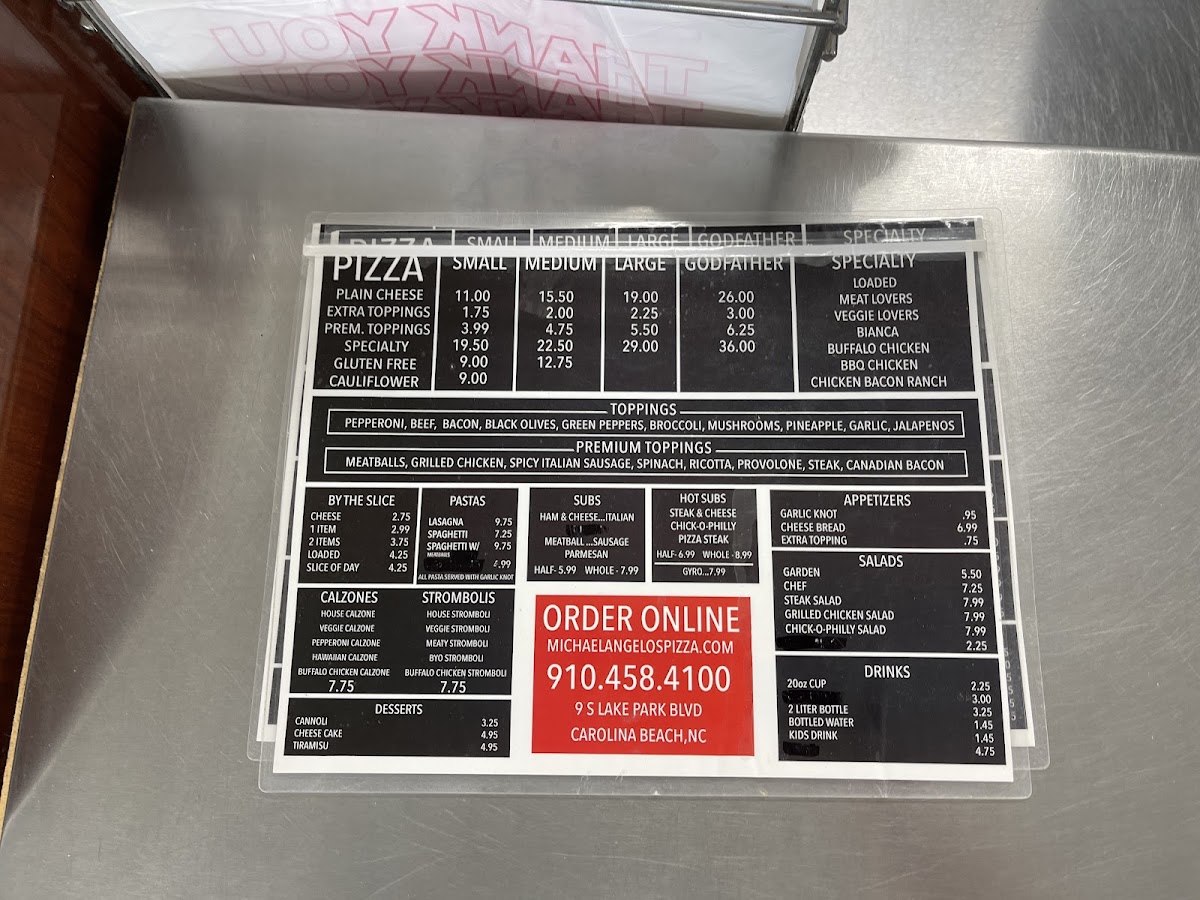 THANK YOU
THANK YOU
PIZZA SMALL MEDIUM LARGE GODFATHER SPECIALTY
PIZZA SMALL MEDIUM LARGE GODFATHER SPECIALTY
PLAIN CHEESE 11.00 15.50 19.00 26.00
EXTRA TOPPINGS 1.75 2.00 2.25 3.00
PREM. TOPPINGS 3.99 4.75 5.50 6.25
SPECIALTY 19.50 22.50 29.00 36.00
GLUTEN FREE 9.00 12.75
CAULIFLOWER 9.00
LOADED
MEAT LOVERS
VEGGIE LOVERS
BIANCA
BUFFALO CHICKEN
BBQ CHICKEN
CHICKEN BACON RANCH
TOPPINGS
PEPPERONI, BEEF, BACON, BLACK OLIVES, GREEN PEPPERS, BROCCOLI, MUSHROOMS, PINEAPPLE, GARLIC, JALAPENOS
PREMIUM TOPPINGS
MEATBALLS, GRILLED CHICKEN, SPICY ITALIAN SAUSAGE, SPINACH, RICOTTA, PROVOLONE, STEAK, CANADIAN BACON
BY THE SLICE
CHEESE 2.75
1 ITEM 2.99
2 ITEMS 3.75
LOADED 4.25
SLICE OF DAY 4.25
PASTAS
LASAGNA 9.75
SPAGHETTI 7.25
SPAGHETTI W/ 9.75
MEATBALLS
4.99
ALL PASTA SERVED WITH GARLIC KNOT
SUBS
HAM & CHEESE...ITALIAN
MEATBALL ...SAUSAGE
PARMESAN
HALF- 5.99 WHOLE - 7.99
HOT SUBS
STEAK & CHEESE
CHICK-O-PHILLY
PIZZA STEAK
HALF- 6.99 WHOLE - 8.99
GYRO...7.99
APPETIZERS
GARLIC KNOT .95
CHEESE BREAD 6.99
EXTRA TOPPING .75
SALADS
GARDEN 5.50
CHEF 7.25
STEAK SALAD 7.99
GRILLED CHICKEN SALAD 7.99
CHICK-O-PHILLY SALAD 7.99
2.25
CALZONES
HOUSE CALZONE
VEGGIE CALZONE
PEPPERONI CALZONE
HAWAIIAN CALZONE
BUFFALO CHICKEN CALZONE
7.75
STROMBOLIS
HOUSE STROMBOLI
VEGGIE STROMBOLI
MEATY STROMBOLI
BYO STROMBOLI
BUFFALO CHICKEN STROMBOLI
7.75
ORDER ONLINE
MICHAELANGELOSPIZZA.COM
910.458.4100
9 S LAKE PARK BLVD
CAROLINA BEACH,NC
DRINKS
20oz CUP 2.25
3.00
2 LITER BOTTLE 3.25
BOTTLED WATER 1.45
KIDS DRINK 1.45
4.75
DESSERTS
CANNOLI 3.25
CHEESE CAKE 4.95
TIRAMISU 4.95